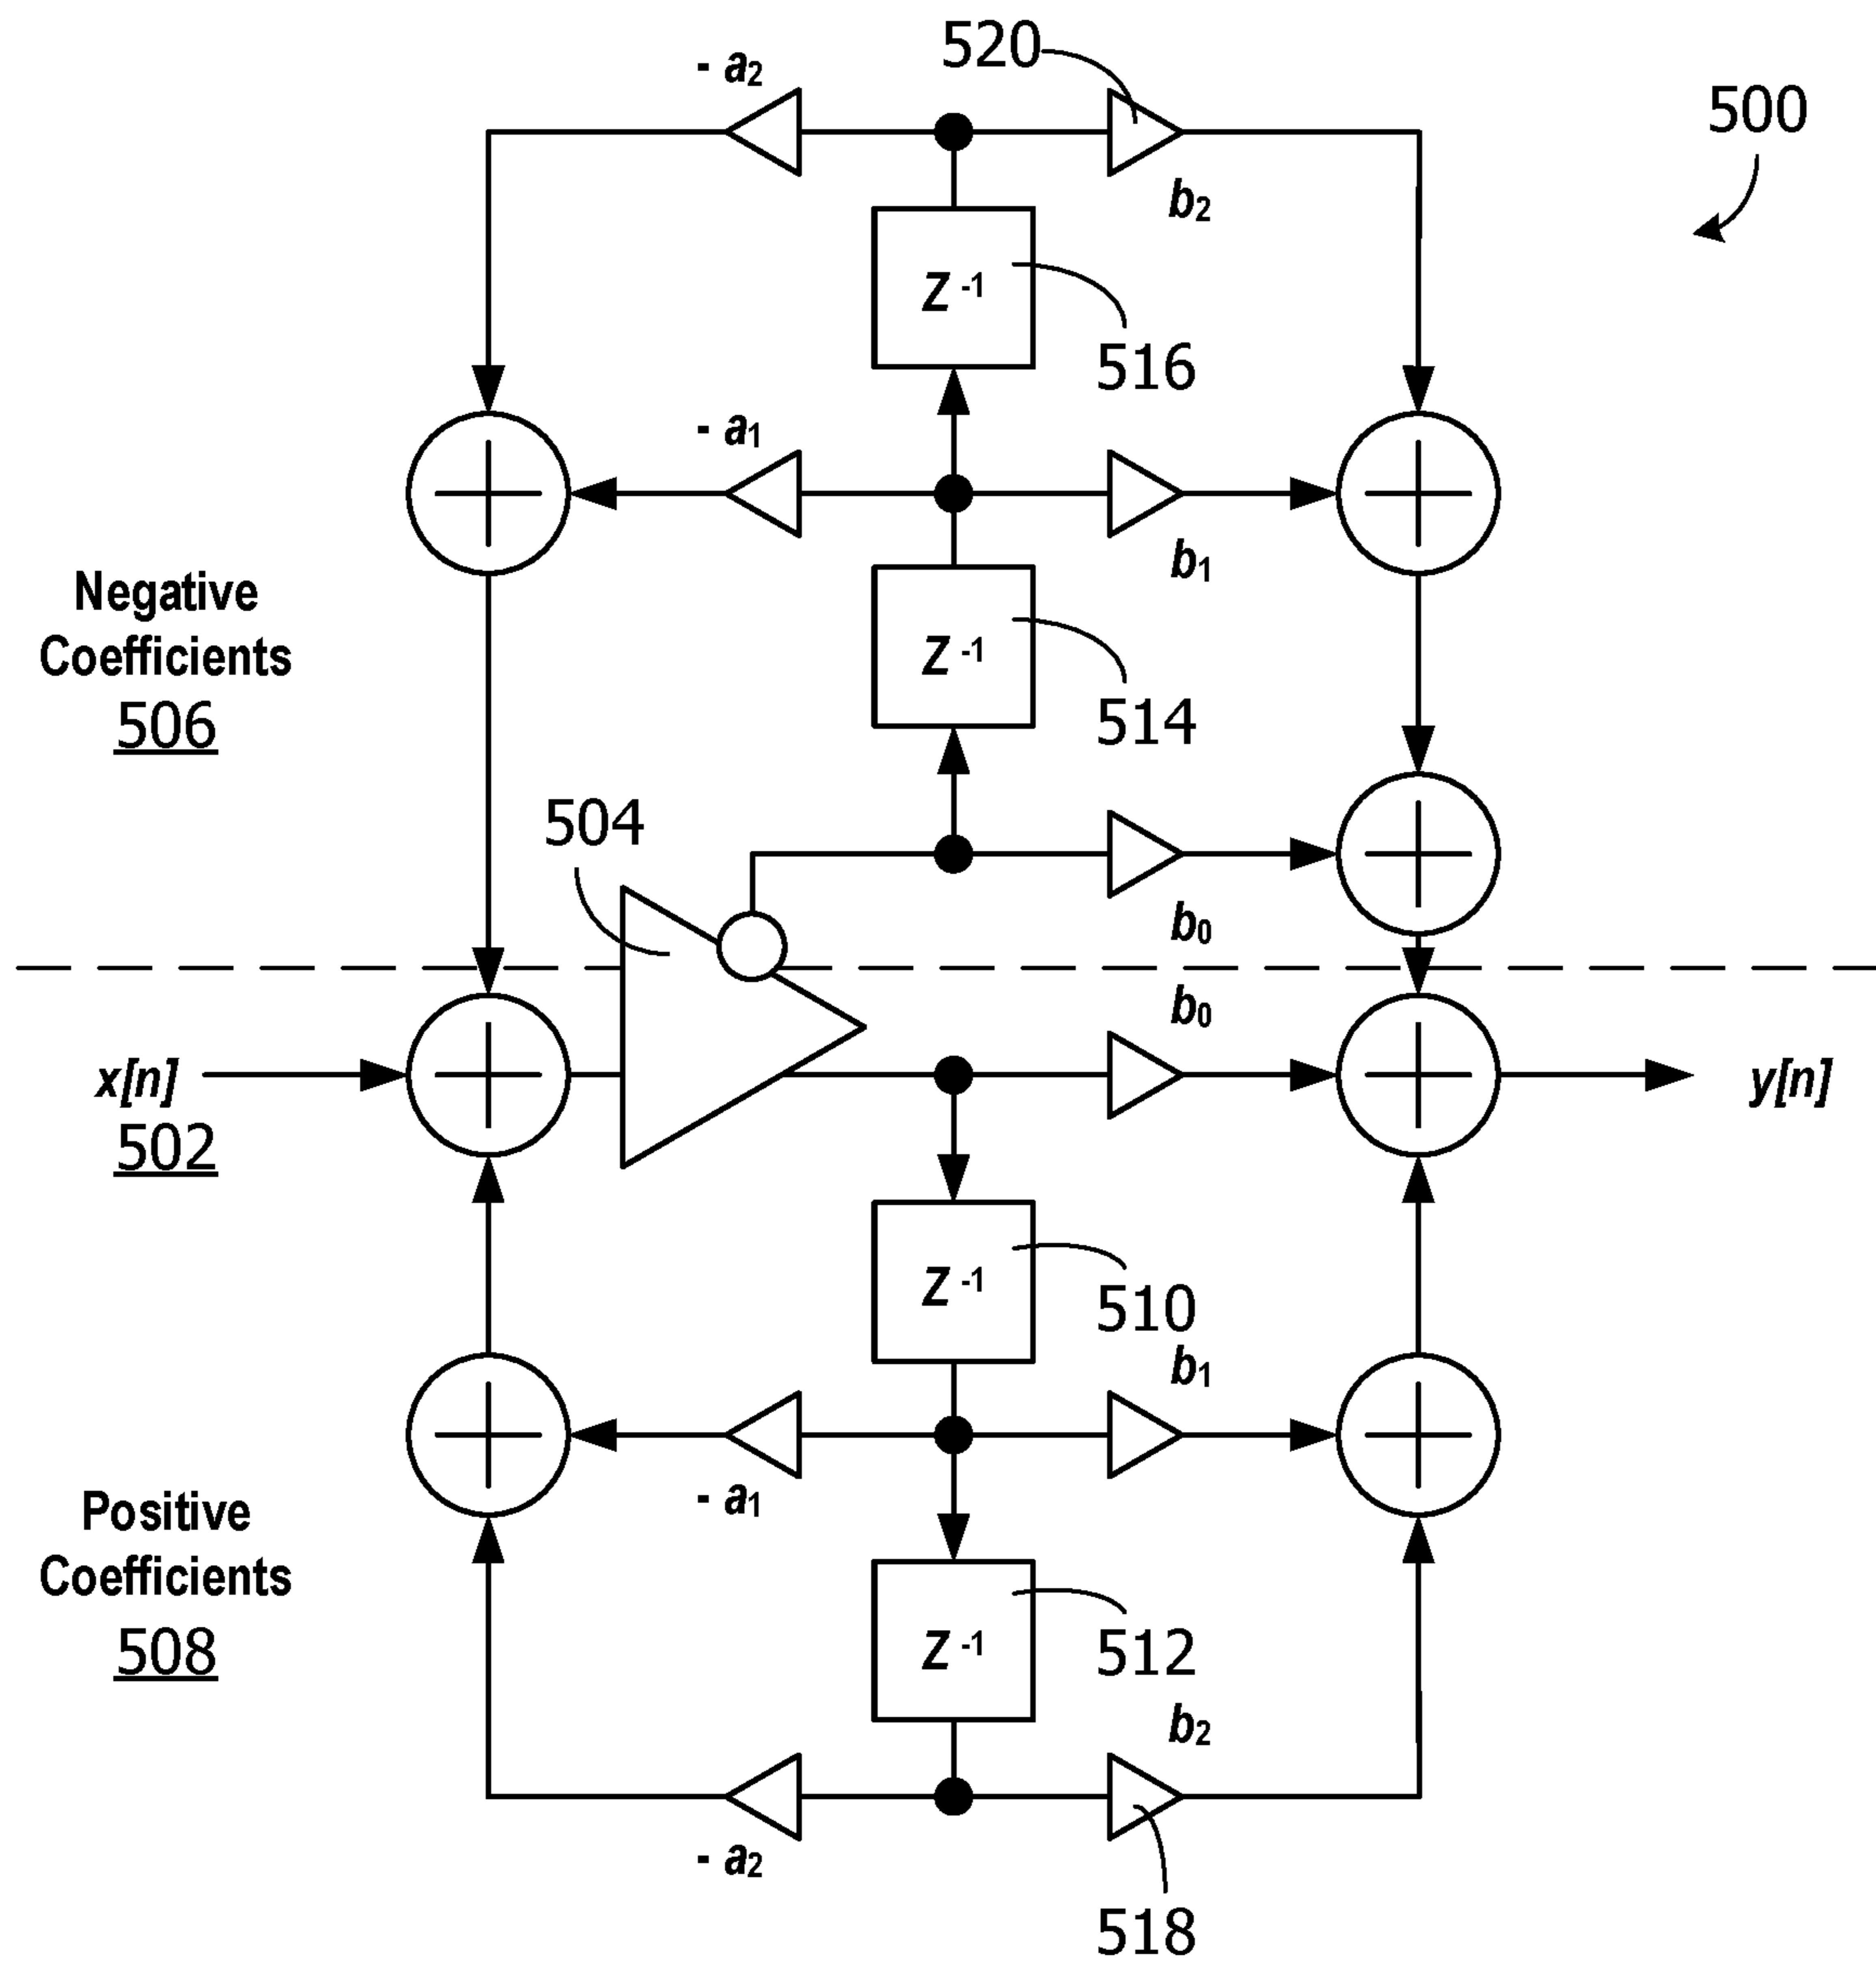 520
- a₂
500
b₂
Z ⁻¹
516
- a₁
b₁
Negative
Coefficients
506
Z ⁻¹
514
504
b₀
b₀
x[n]
502
y[n]
Z ⁻¹
510
b₁
- a₁
Positive
Coefficients
508
Z ⁻¹
512
b₂
- a₂
518